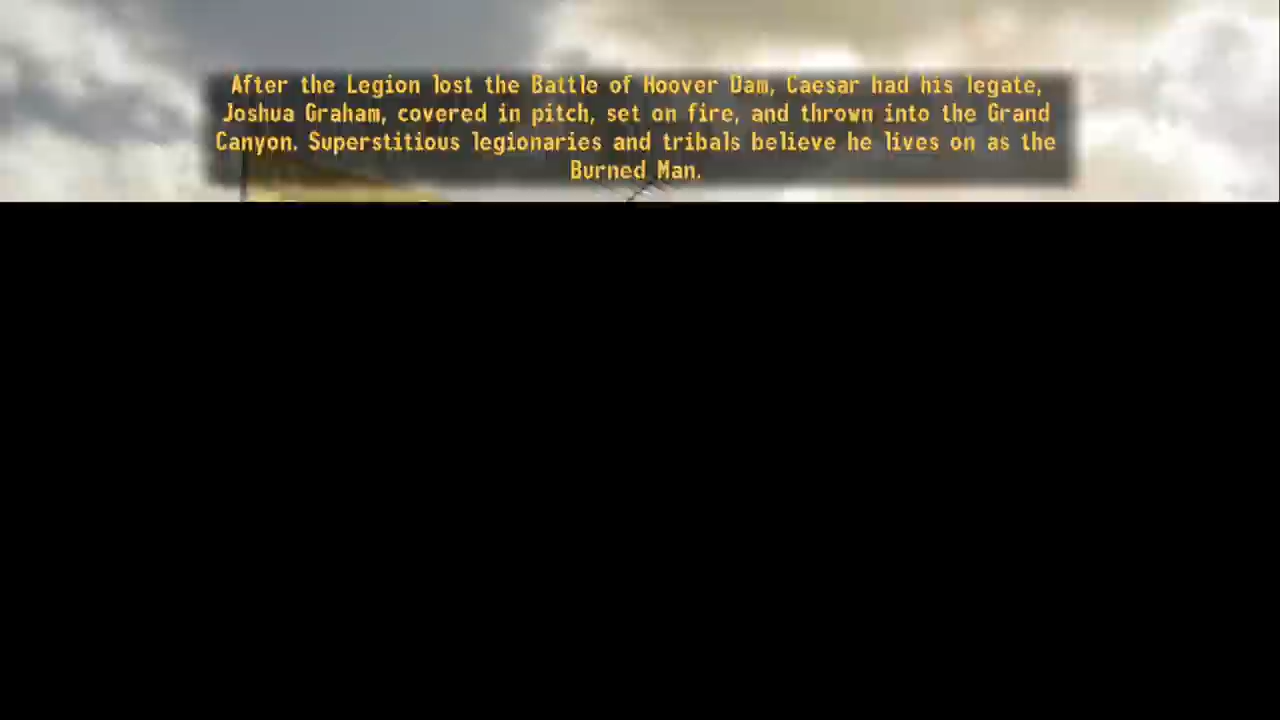 After the Legion lost the Battle of Hoover Dam, Caesar had his legate,
Joshua Graham, covered in pitch, set on fire, and thrown into the Grand
Canyon. Superstitious legionaries and tribals believe he lives on as the
Burned Man.